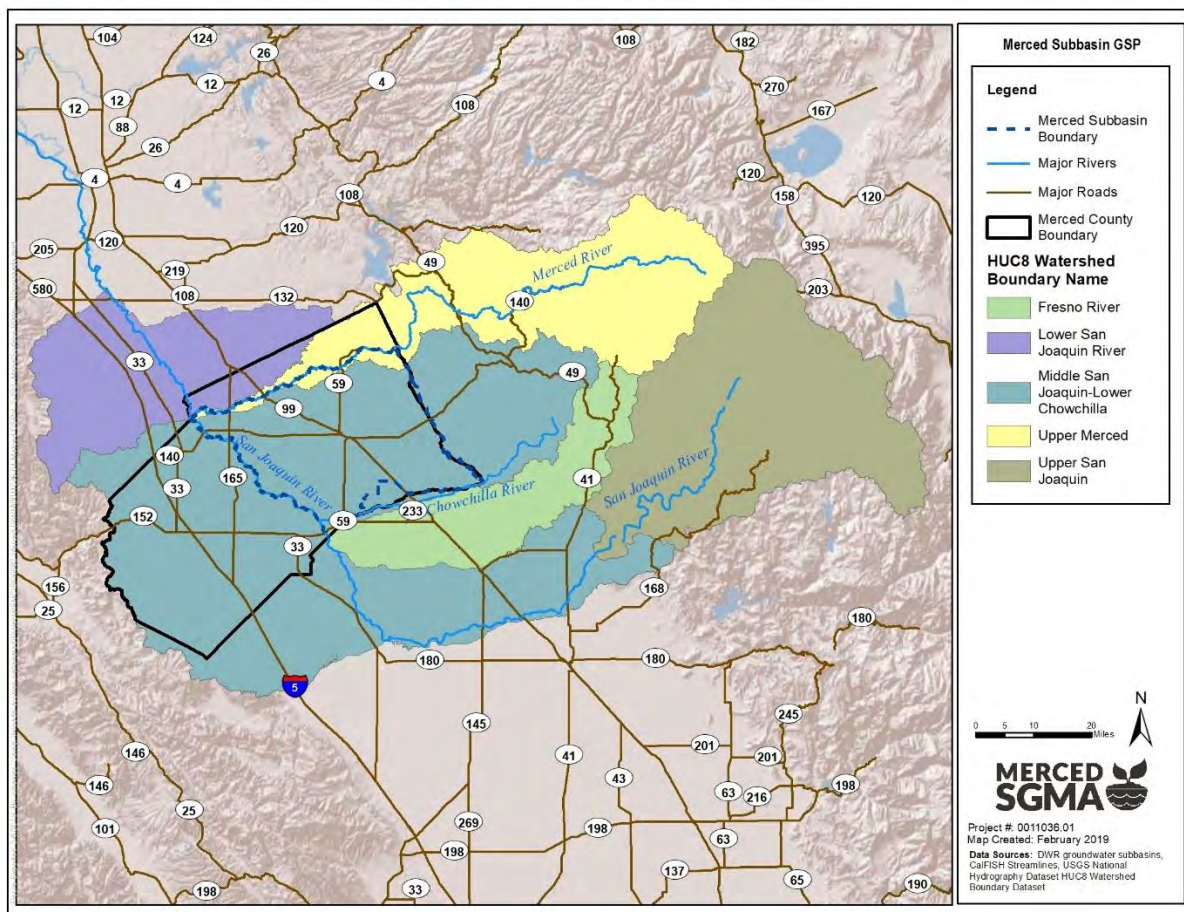 104
124
26
108
182
12
4
270
12
12
108
167
88
26
4
4
120
158
120
108
120
205
120
395
219
49
Merced River
580
108
132
140
203
33
59
49
99
San Joaquin River
140
165
San Joaquin River
41
33
Chowchilla River
152
59
233
33
156
168
25
180
180
180
5
245
145
146
201
41
43
201
146
63
216
198
25
101
269
198
63
198
137
65
198
33
190
Merced Subbasin GSP
Legend
Merced Subbasin
Boundary
Major Rivers
Major Roads
Merced County
Boundary
HUC8 Watershed
Boundary Name
Fresno River
Lower San
Joaquin River
Middle San
Joaquin-Lower
Chowchilla
Upper Merced
Upper San
Joaquin
N
0 5 10 20
Miles
MERCED
SGMA
Project #: 0011036.01
Map Created: February 2019
Data Sources: DWR groundwater subbasins,
CalFISH Streamlines, USGS National
Hydrography Dataset HUC8 Watershed
Boundary Dataset